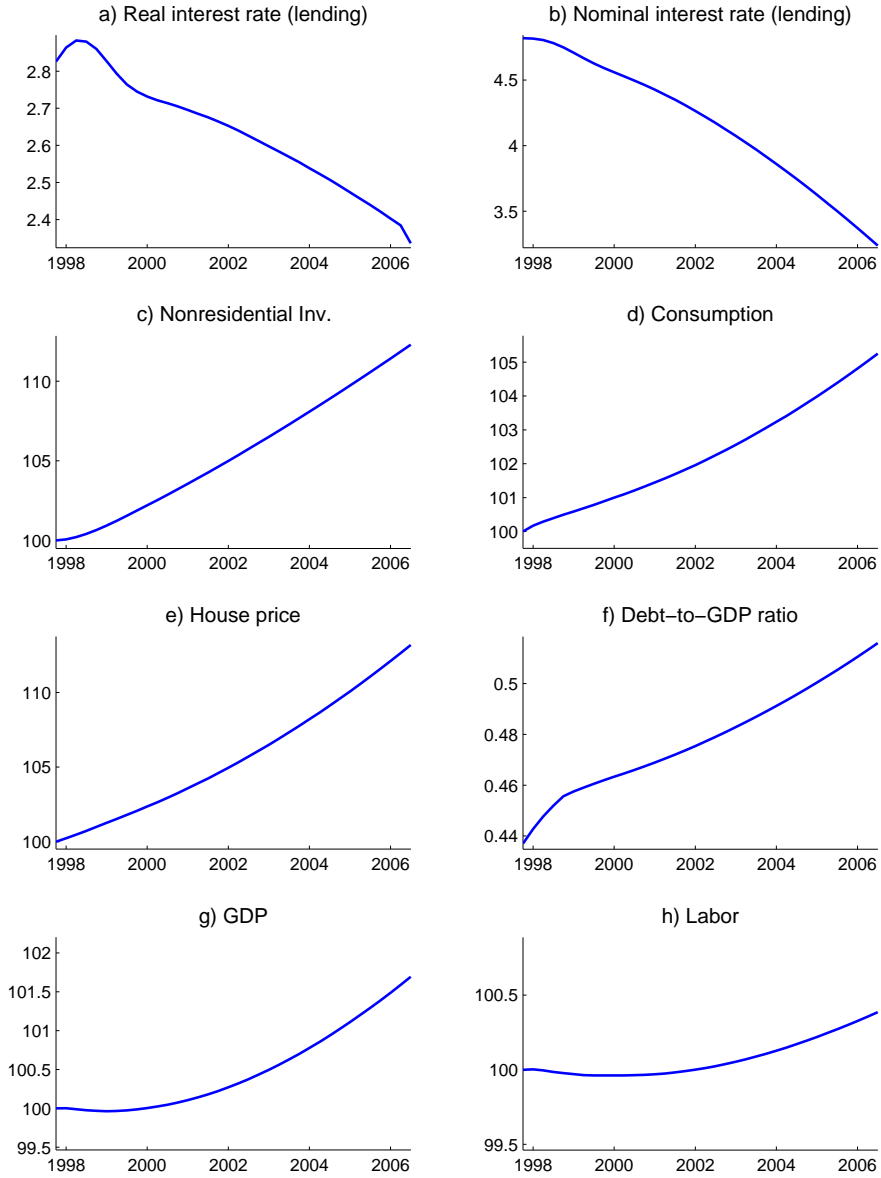 a) Real interest rate (lending)
2.8
2.7
2.6
2.5
2.4
1998 2000 2002 2004 2006
b) Nominal interest rate (lending)
4.5
4
3.5
1998 2000 2002 2004 2006
c) Nonresidential Inv.
110
105
100
1998 2000 2002 2004 2006
d) Consumption
105
104
103
102
101
100
1998 2000 2002 2004 2006
e) House price
110
105
100
1998 2000 2002 2004 2006
f) Debt−to−GDP ratio
0.5
0.48
0.46
0.44
1998 2000 2002 2004 2006
g) GDP
102
101.5
101
100.5
100
99.5
1998 2000 2002 2004 2006
h) Labor
100.5
100
99.5
1998 2000 2002 2004 2006